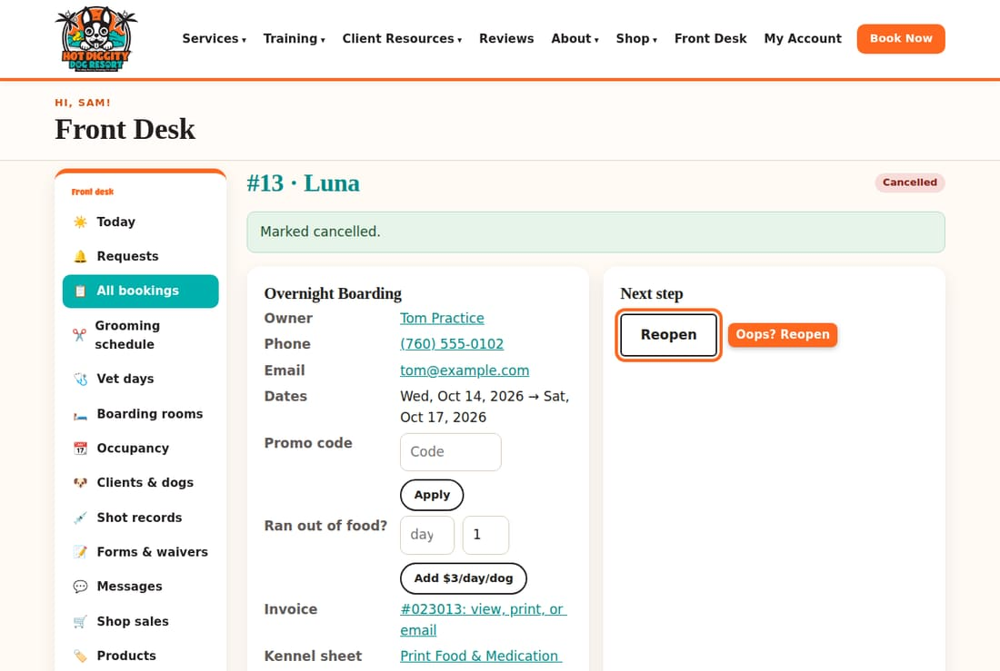 HOT DIGGITY
DOG RESORT
Services ▾ Training ▾ Client Resources ▾ Reviews About ▾ Shop ▾ Front Desk My Account Book Now
HI, SAM!
Front Desk
Front desk
Today
Requests
All bookings
Grooming
schedule
Vet days
Boarding rooms
Occupancy
Clients & dogs
Shot records
Forms & waivers
Messages
Shop sales
Products
#13 · Luna
Cancelled
Marked cancelled.
Overnight Boarding
Owner Tom Practice
Phone (760) 555-0102
Email tom@example.com
Dates Wed, Oct 14, 2026 → Sat,
Oct 17, 2026
Promo code Code
Apply
Ran out of food? day 1
Add $3/day/dog
Invoice #023013: view, print, or
email
Kennel sheet Print Food & Medication
Next step
Reopen Oops? Reopen